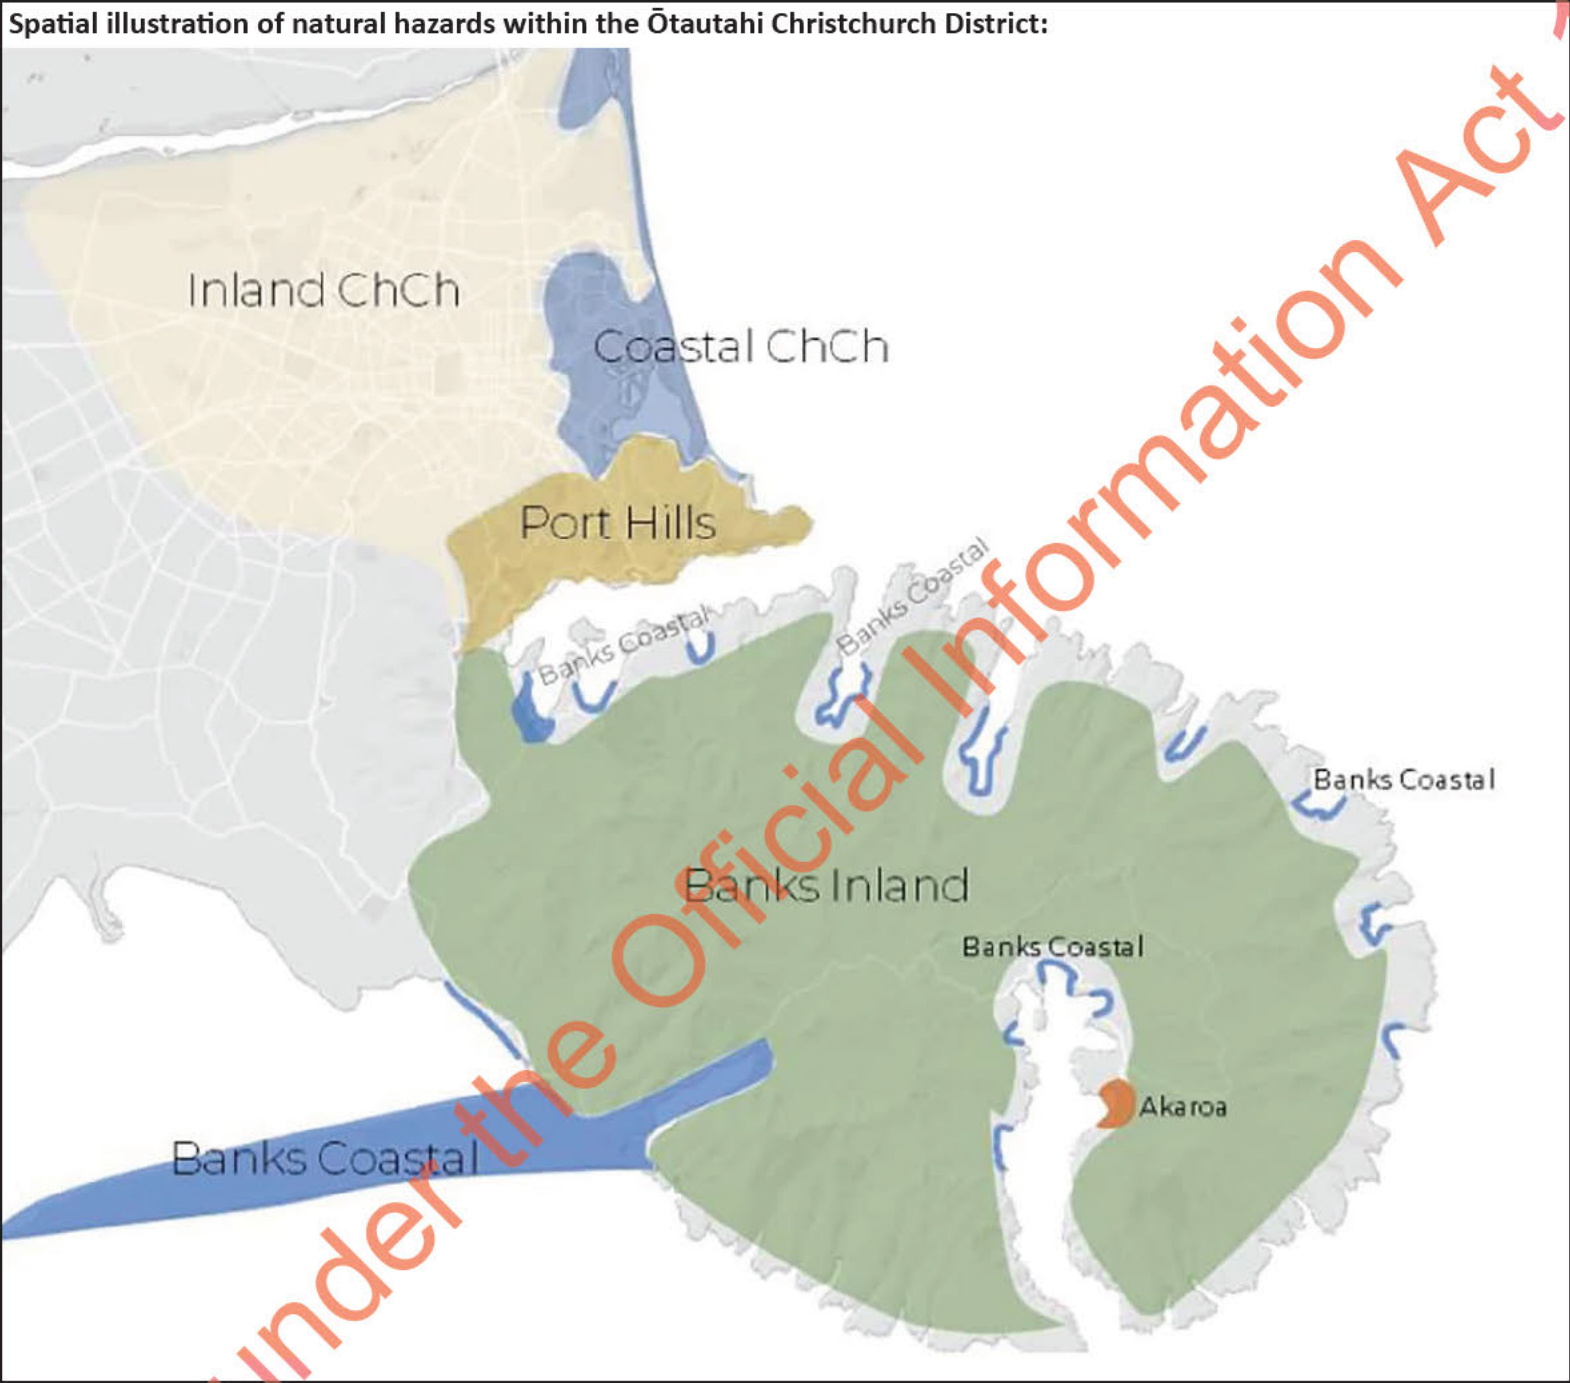 Spatial illustration of natural hazards within the Ōtautahi Christchurch District:
Inland ChCh
Coastal ChCh
Port Hills
Banks Coastal
Banks Coastal
Banks Coastal
Banks Inland
Banks Coastal
Akaroa
Banks Coastal
under the Official Information Act